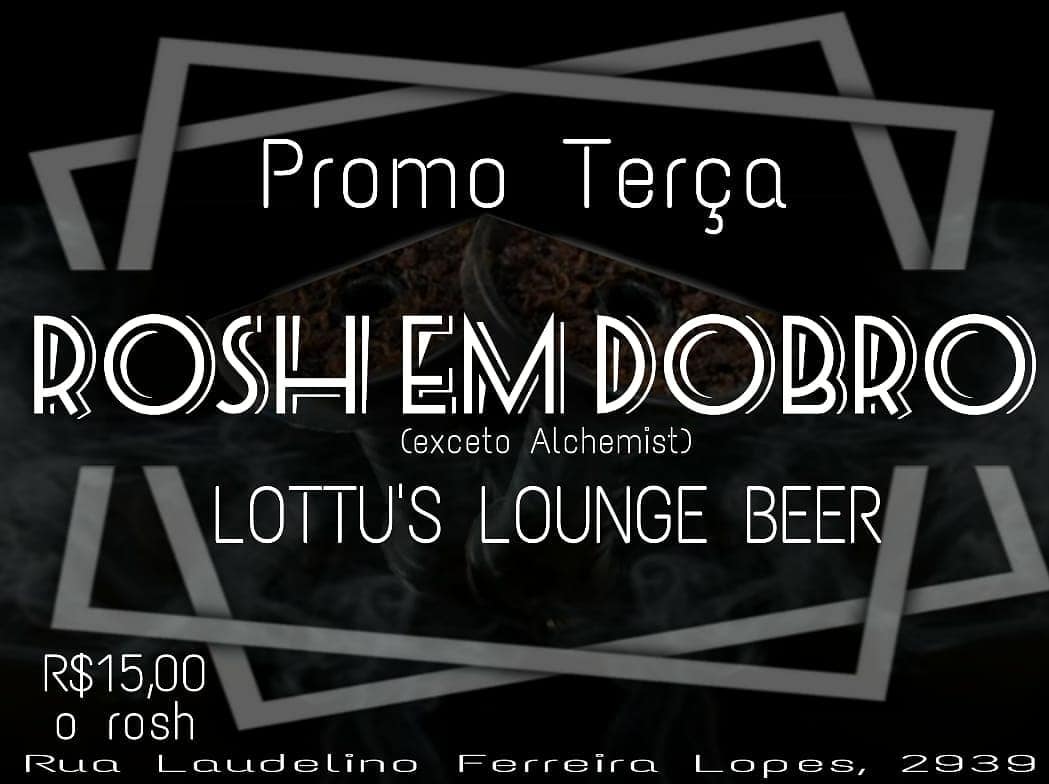 Promo Terça
ROSH EM DOBRO
(exceto Alchemist)
LOTTU'S LOUNGE BEER
R$15,00
o rosh
Rua Laudelino Ferreira Lopes, 2939